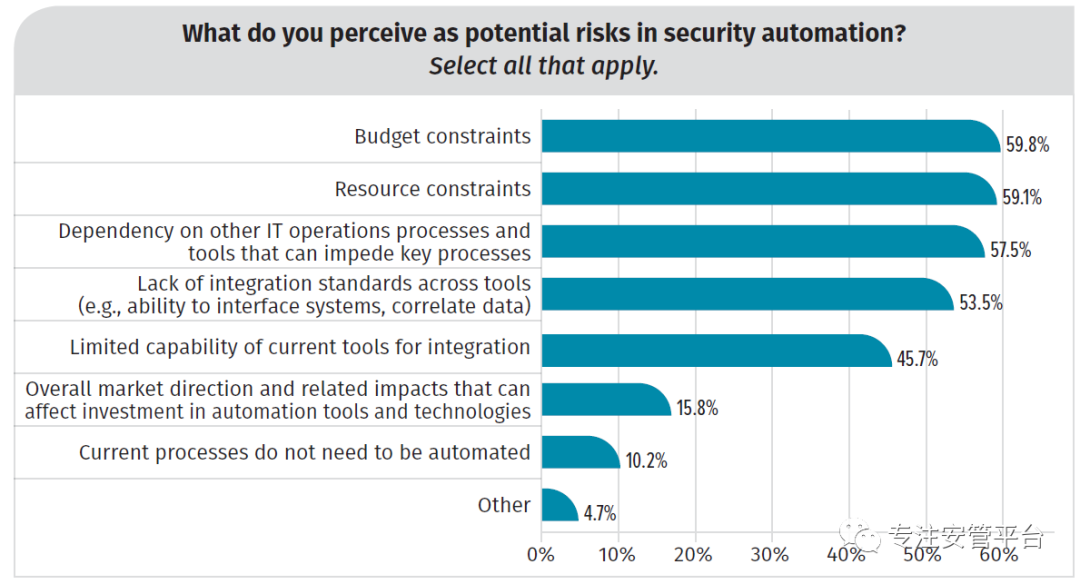 What do you perceive as potential risks in security automation?
Select all that apply.
Budget constraints
59.8%
Resource constraints
59.1%
Dependency on other IT operations processes and
tools that can impede key processes
57.5%
Lack of integration standards across tools
(e.g., ability to interface systems, correlate data)
53.5%
Limited capability of current tools for integration
45.7%
Overall market direction and related impacts that can
affect investment in automation tools and technologies
15.8%
Current processes do not need to be automated
10.2%
Other
4.7%
专注安管平台
0% 10% 20% 30% 40% 50% 60%